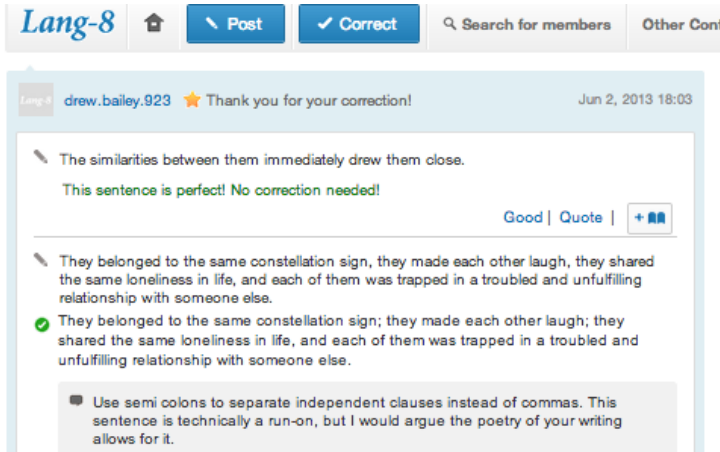 Lang-8 Post Correct Search for members Other Con
Lang-8 drew.bailey.923 Thank you for your correction! Jun 2, 2013 18:03
The similarities between them immediately drew them close.
This sentence is perfect! No correction needed!
Good | Quote | +
They belonged to the same constellation sign, they made each other laugh, they shared
the same loneliness in life, and each of them was trapped in a troubled and unfulfilling
relationship with someone else.
They belonged to the same constellation sign; they made each other laugh; they
shared the same loneliness in life, and each of them was trapped in a troubled and
unfulfilling relationship with someone else.
Use semi colons to separate independent clauses instead of commas. This
sentence is technically a run-on, but I would argue the poetry of your writing
allows for it.